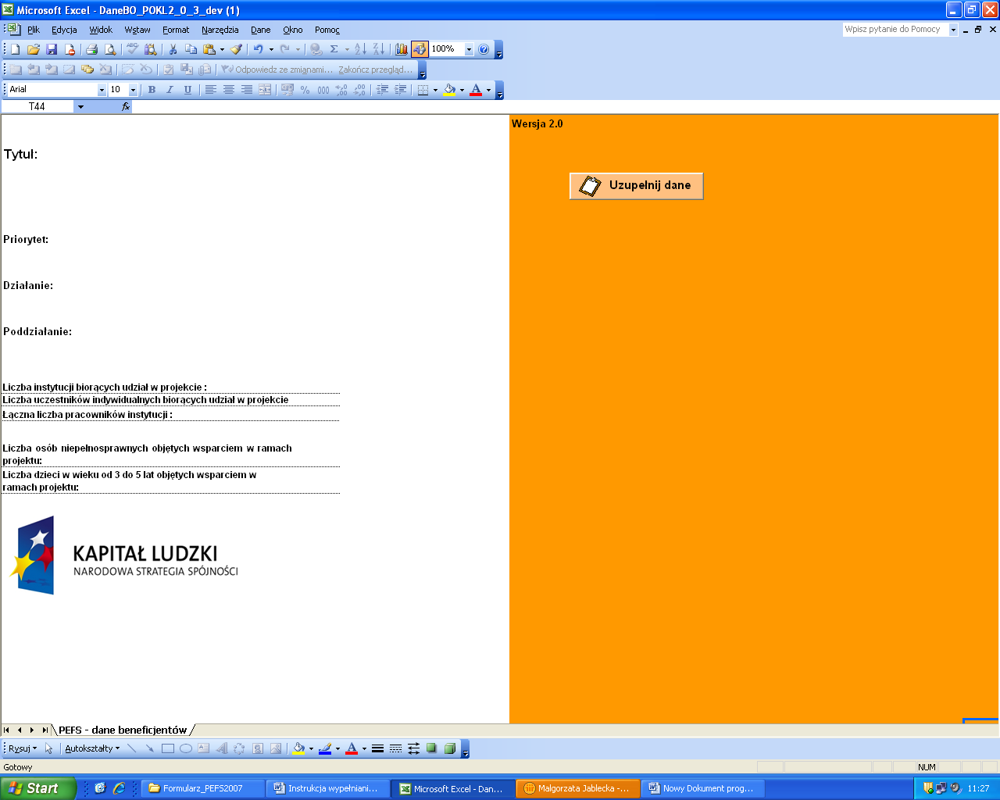 Microsoft Excel - DaneBO_POKL2_0_3_dev (1)
Plik Edycja Widok Wstaw Format Narzędzia Dane Okno Pomoc
Wpisz pytanie do Pomocy
100%
Odpowiedz ze zmianami... Zakończ przegląd...
Arial 10 B I U % 000
T44 fx
Wersja 2.0
Tytuł:
Uzupełnij dane
Priorytet:
Działanie:
Poddziałanie:
Liczba instytucji biorących udział w projekcie :
Liczba uczestników indywidualnych biorących udział w projekcie
Łączna liczba pracowników instytucji :
Liczba osób niepełnosprawnych objętych wsparciem w ramach
projektu:
Liczba dzieci w wieku od 3 do 5 lat objętych wsparciem w
ramach projektu:
KAPITAŁ LUDZKI
NARODOWA STRATEGIA SPÓJNOŚCI
PEFS - dane beneficjentów
Rysuj Autokształty
Gotowy
NUM
Start Formularz_PEFS2007 Instrukcja wypełniani... Microsoft Excel - Dan... Malgorzata Jablecka -... Nowy Dokument prog... 11:27